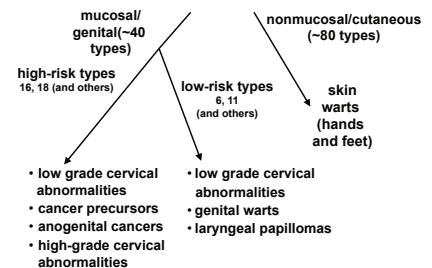 mucosal/
genital(~40
types)
nonmucosal/cutaneous
(~80 types)
high-risk types
16, 18 (and others)
low-risk types
6, 11
(and others)
skin
warts
(hands
and feet)
• low grade cervical
abnormalities
• cancer precursors
• anogenital cancers
• high-grade cervical
abnormalities
• low grade cervical
abnormalities
• genital warts
• laryngeal papillomas